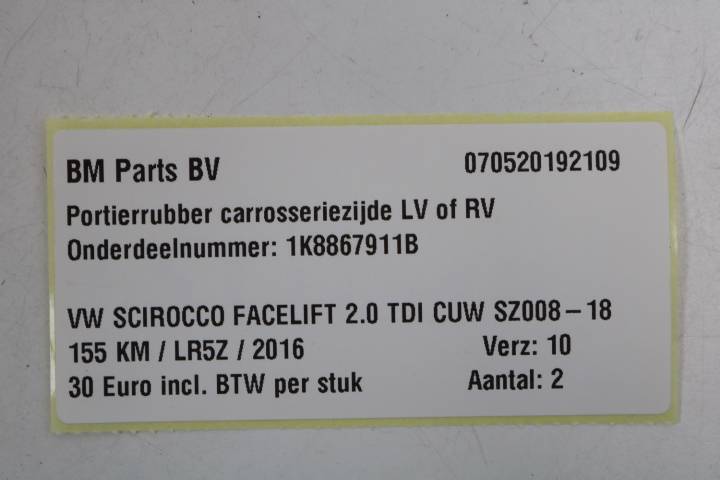 BM Parts BV 070520192109
Portierrubber carrosseriezijde LV of RV
Onderdeelnummer: 1K8867911B
VW SCIROCCO FACELIFT 2.0 TDI CUW SZ008 – 18
155 KM / LR5Z / 2016 Verz: 10
30 Euro incl. BTW per stuk Aantal: 2